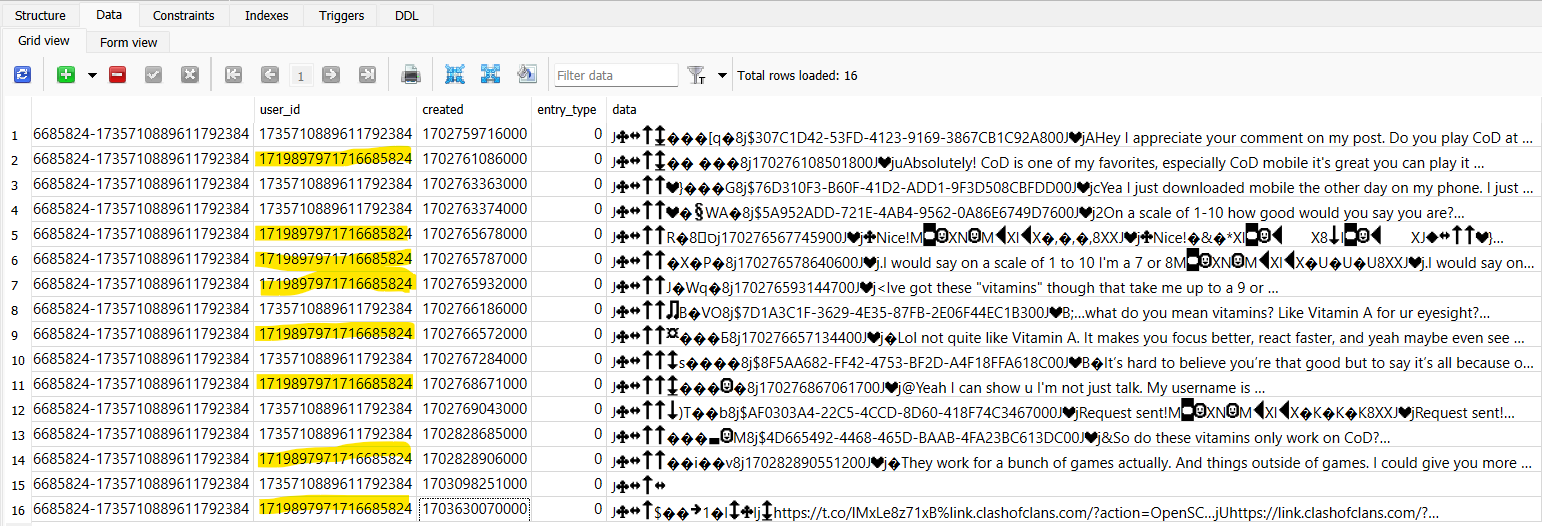 Structure Data Constraints Indexes Triggers DDL
Grid view Form view
1 Filter data Total rows loaded: 16
user_id created entry_type data
1 6685824-1735710889611792384 1735710889611792384 1702759716000 0 J♣↔↑↨���[q�8j$307C1D42-53FD-4123-9169-3867CB1C92A800J♥jAHey I appreciate your comment on my post. Do you play CoD at ...
2 6685824-1735710889611792384 1719897971716685824 1702761086000 0 J♣↔↑↨�� ���8j170276108501800J♥juAbsolutely! CoD is one of my favorites, especially CoD mobile it's great you can play it ...
3 6685824-1735710889611792384 1735710889611792384 1702763363000 0 J♣↔↑↑♥}���G8j$76D310F3-B60F-41D2-ADD1-9F3D508CBFDD00J♥jcYea I just downloaded mobile the other day on my phone. I just ...
4 6685824-1735710889611792384 1735710889611792384 1702763374000 0 J♣↔↑↑♥�§WA�8j$5A952ADD-721E-4AB4-9562-0A86E6749D7600J♥j2On a scale of 1-10 how good would you say you are?...
5 6685824-1735710889611792384 1719897971716685824 1702765678000 0 J♣↔↑↑R�8j170276567745900J♥j♣Nice!M◘☺XN☺M◄XI◄X�,�,�,8XXJ♥j♣Nice!�&�*XI◘☺◄ X8↓I◘☺◄ XJ♦↔↑↑♥}...
6 6685824-1735710889611792384 1719897971716685824 1702765787000 0 J♣↔↑↑�X�P�8j170276578640600J♥j.I would say on a scale of 1 to 10 I'm a 7 or 8M◘☺XN☺M◄XI◄X�U�U�U8XXJ♥j.I would say on...
7 6685824-1735710889611792384 1719897971716685824 1702765932000 0 J♣↔↑↑J�Wq�8j170276593144700J♥j<Ive got these "vitamins" though that take me up to a 9 or ...
8 6685824-1735710889611792384 1735710889611792384 1702766186000 0 J♣↔↑↑♫B�VO8j$7D1A3C1F-3629-4E35-87FB-2E06F44EC1B300J♥B;...what do you mean vitamins? Like Vitamin A for ur eyesight?...
9 6685824-1735710889611792384 1719897971716685824 1702766572000 0 J♣↔↑↑¤���Б8j170276657134400J♥j�Lol not quite like Vitamin A. It makes you focus better, react faster, and yeah maybe even see ...
10 6685824-1735710889611792384 1735710889611792384 1702767284000 0 J♣↔↑↑↕s����8j$8F5AA682-FF42-4753-BF2D-A4F18FFA618C00J♥B�It’s hard to believe you’re that good but to say it’s all because o...
11 6685824-1735710889611792384 1719897971716685824 1702768671000 0 J♣↔↑↑↕���☺�8j170276867061700J♥j@Yeah I can show u I'm not just talk. My username is ...
12 6685824-1735710889611792384 1735710889611792384 1702769043000 0 J♣↔↑↑↓)T��b8j$AF0303A4-22C5-4CCD-8D60-418F74C3467000J♥jRequest sent!M◘☺XN☺M◄XI◄X�K�K�K8XXJ♥jRequest sent!...
13 6685824-1735710889611792384 1735710889611792384 1702828685000 0 J♣↔↑↑���▬☺M8j$4D665492-4468-465D-BAAB-4FA23BC613DC00J♥j&So do these vitamins only work on CoD?...
14 6685824-1735710889611792384 1719897971716685824 1702828906000 0 J♣↔↑↑��i��v8j170282890551200J♥j�They work for a bunch of games actually. And things outside of games. I could give you more ...
15 6685824-1735710889611792384 1735710889611792384 1703098251000 0 J♣↔↑↔
16 6685824-1735710889611792384 1719897971716685824 1703630070000 0 J♣↔↑$��→1�I↕♣Ij↨https://t.co/IMxLe8z71xB%link.clashofclans.com/?action=OpenSC...jUhttps://link.clashofclans.com/?...